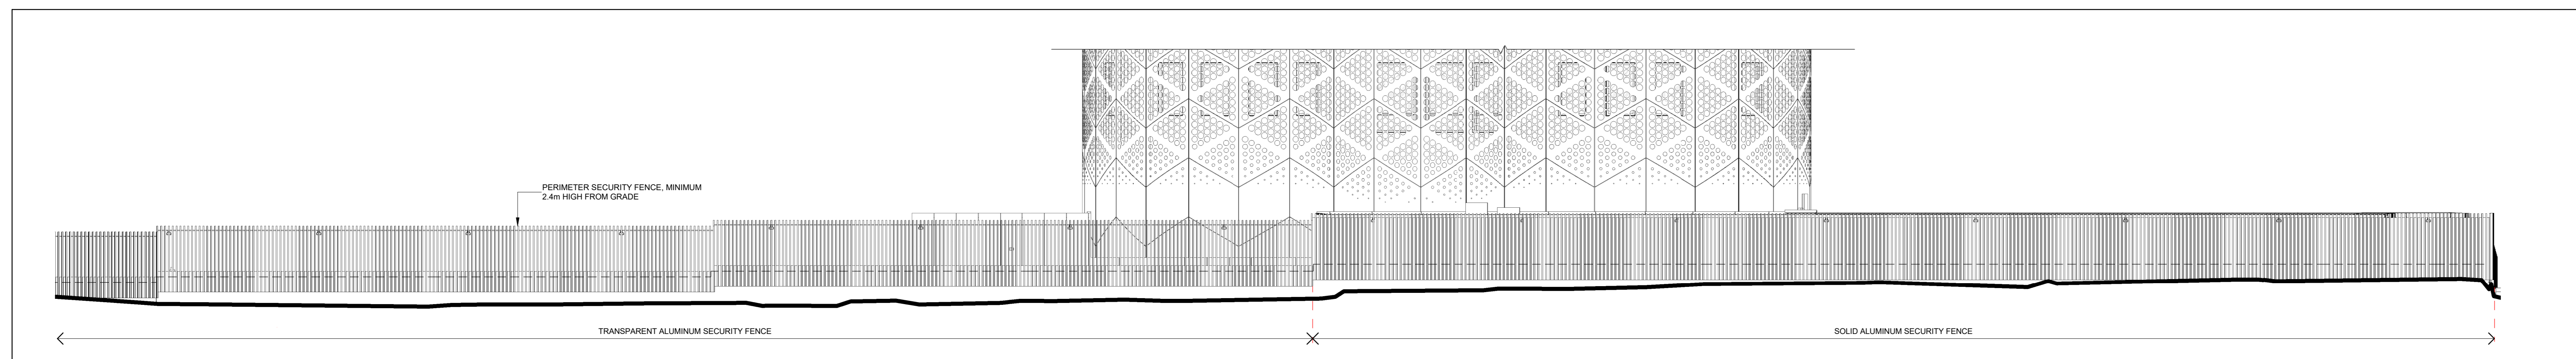 PERIMETER SECURITY FENCE, MINIMUM
2.4m HIGH FROM GRADE
TRANSPARENT ALUMINUM SECURITY FENCE
SOLID ALUMINUM SECURITY FENCE